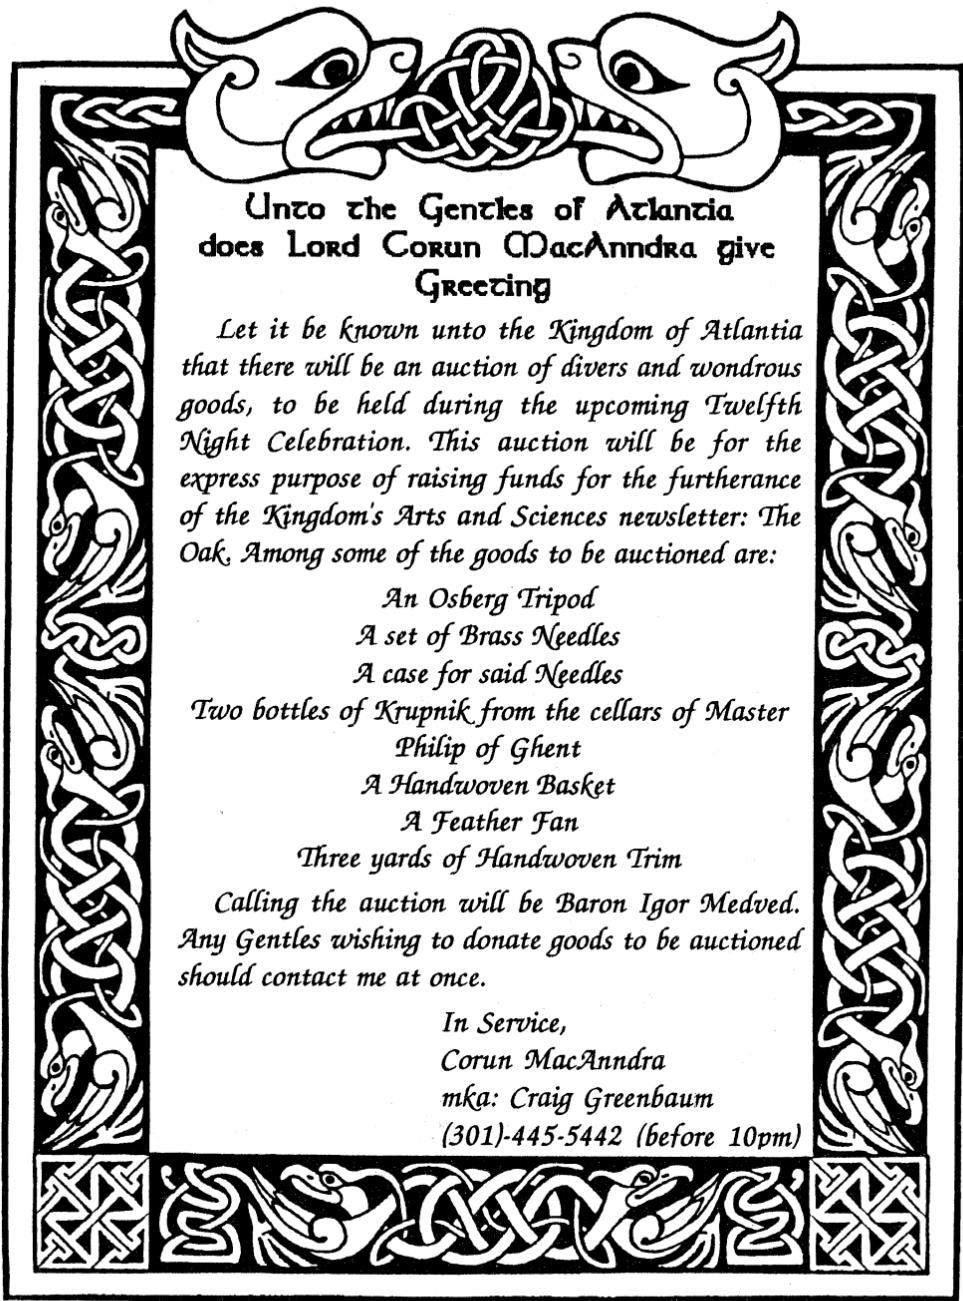 Unto the Gentles of Atlantia
does Lord Corun MacAnndra give
Greeting
Let it be known unto the Kingdom of Atlantia
that there will be an auction of divers and wondrous
goods, to be held during the upcoming Twelfth
Night Celebration. This auction will be for the
express purpose of raising funds for the furtherance
of the Kingdom's Arts and Sciences newsletter: The
Oak. Among some of the goods to be auctioned are:
An Osberg Tripod
A set of Brass Needles
A case for said Needles
Two bottles of Krupnik from the cellars of Master
Philip of Ghent
A Handwoven Basket
A Feather Fan
Three yards of Handwoven Trim
Calling the auction will be Baron Igor Medved.
Any Gentles wishing to donate goods to be auctioned
should contact me at once.
In Service,
Corun MacAnndra
mka: Craig Greenbaum
(301)-445-5442 (before 10pm)